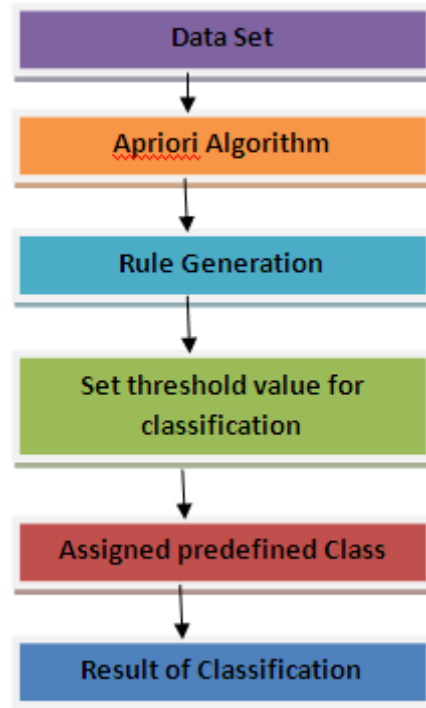 Data Set
Apriori Algorithm
Rule Generation
Set threshold value for
classification
Assigned predefined Class
Result of Classification